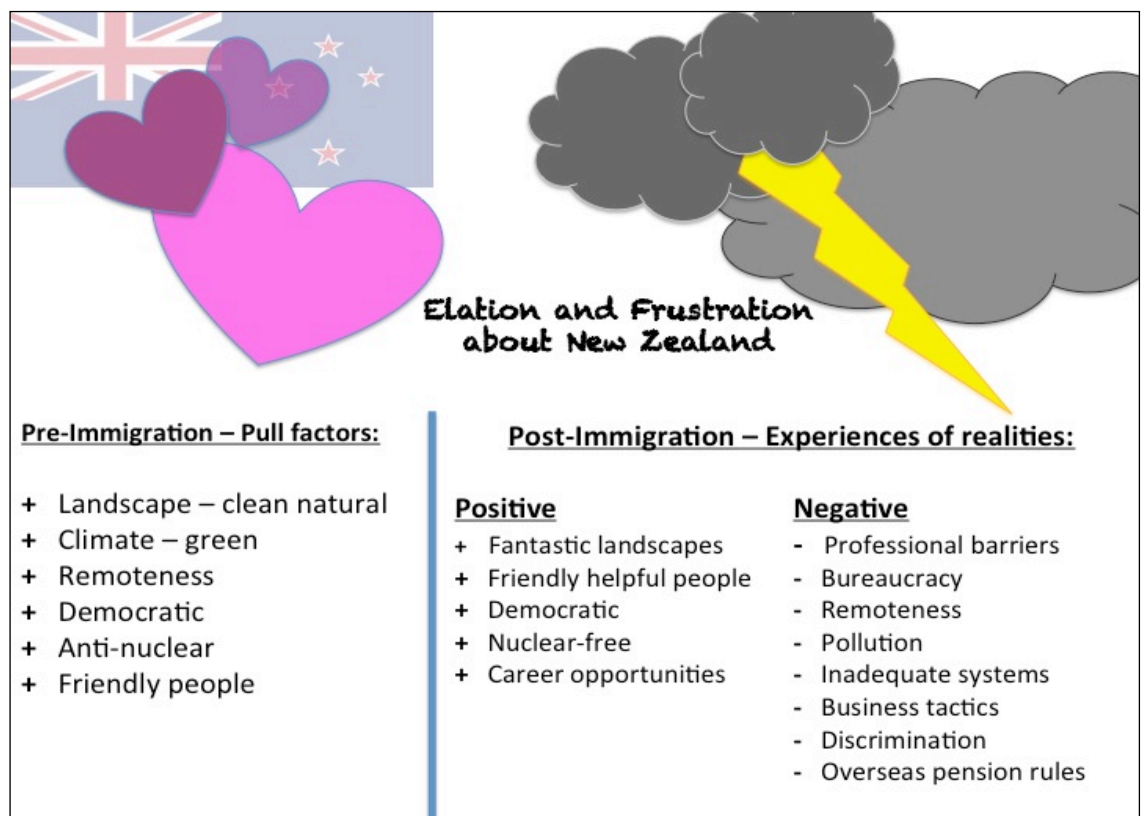 Elation and Frustration
about New Zealand
Pre-Immigration – Pull factors:
+ Landscape – clean natural
+ Climate – green
+ Remoteness
+ Democratic
+ Anti-nuclear
+ Friendly people
Post-Immigration – Experiences of realities:
Positive
+ Fantastic landscapes
+ Friendly helpful people
+ Democratic
+ Nuclear-free
+ Career opportunities
Negative
- Professional barriers
- Bureaucracy
- Remoteness
- Pollution
- Inadequate systems
- Business tactics
- Discrimination
- Overseas pension rules